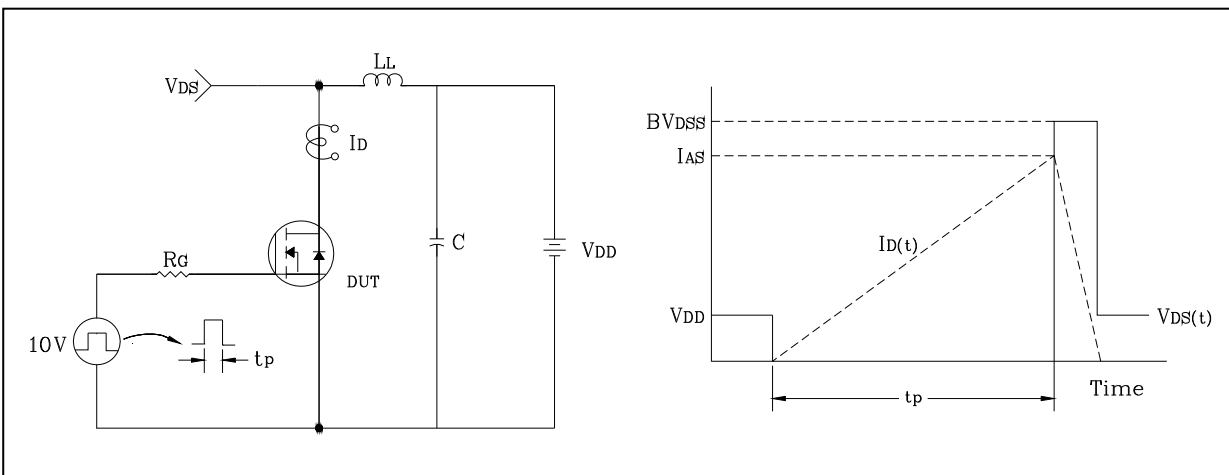 VDS
LL
ID
RG
DUT
C
VDD
10V
tp
BVDSS
IAS
ID(t)
VDD
VDS(t)
Time
tp